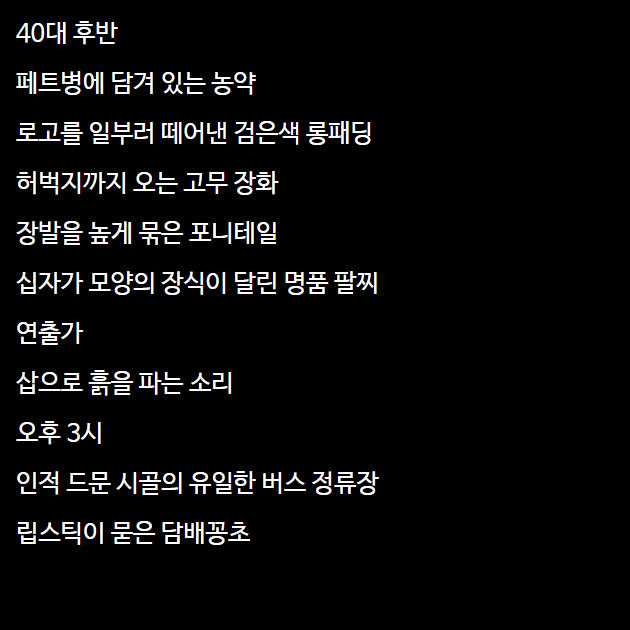 40대 후반
페트병에 담겨 있는 농약
로고를 일부러 떼어낸 검은색 롱패딩
허벅지까지 오는 고무 장화
장발을 높게 묶은 포니테일
십자가 모양의 장식이 달린 명품 팔찌
연출가
삽으로 흙을 파는 소리
오후 3시
인적 드문 시골의 유일한 버스 정류장
립스틱이 묻은 담배꽁초